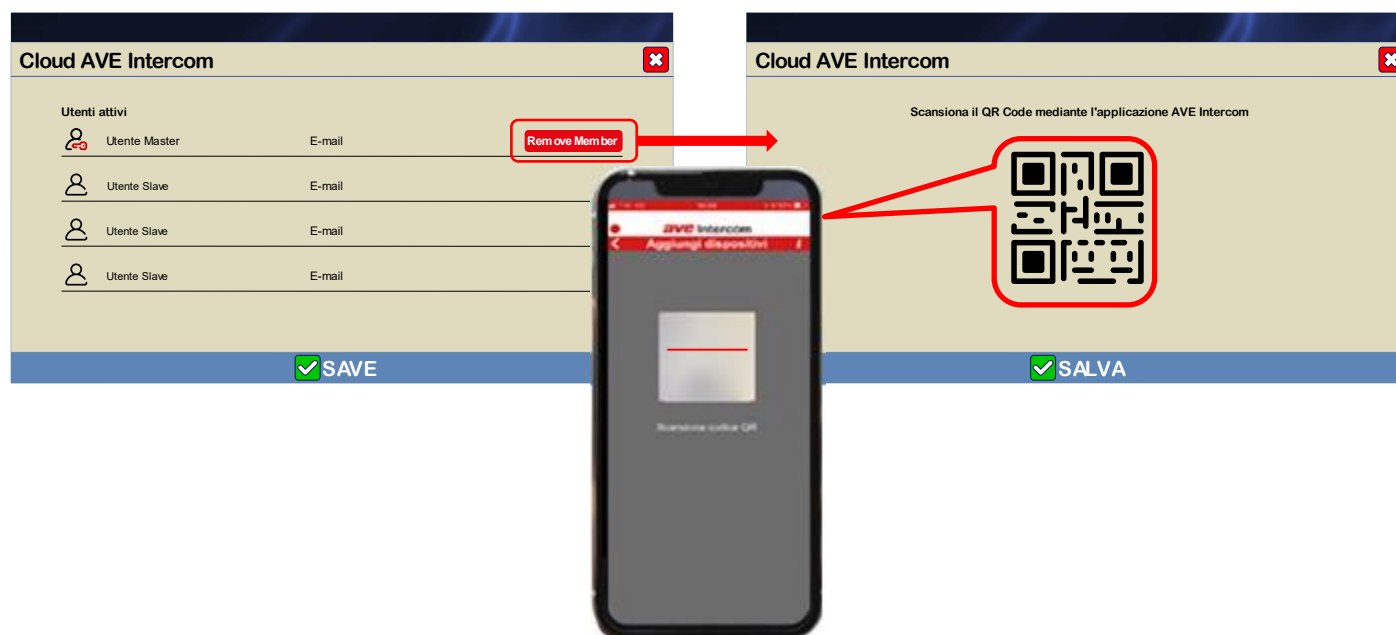 Cloud AVE Intercom
Utenti attivi
Utente Master E-mail Remove Member
Utente Slave E-mail
Utente Slave E-mail
Utente Slave E-mail
SAVE
Cloud AVE Intercom
Scansiona il QR Code mediante l'applicazione AVE Intercom
SALVA
ave Intercom
Aggiungi dispositivi i
Scansiona codice QR